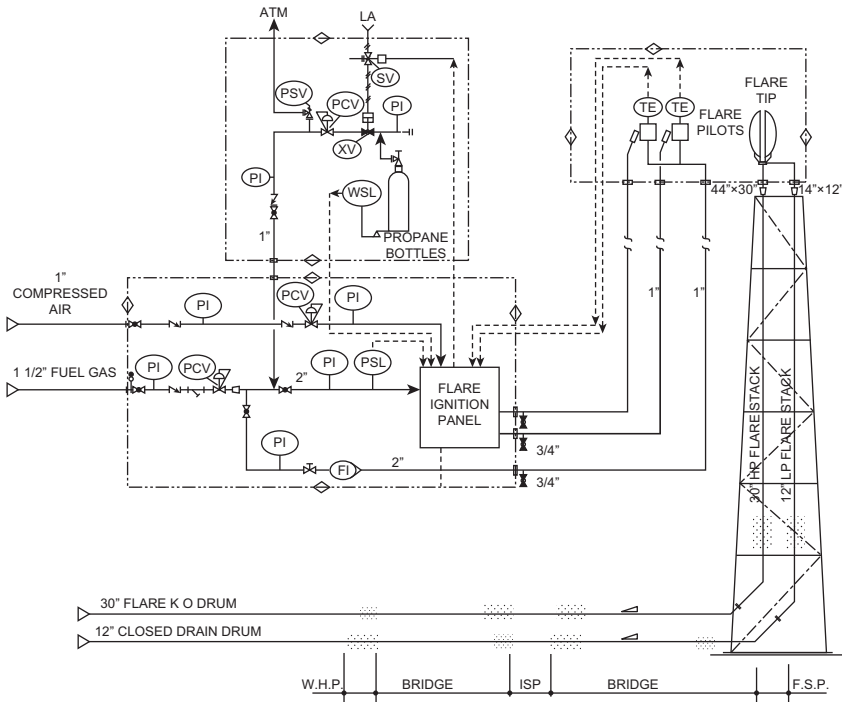 ATM
LA
SV
PSV
PCV
PI
XV
TE
TE
FLARE
TIP
FLARE
PILOTS
PI
WSL
PROPANE
BOTTLES
44"×30"
14"×12"
1"
1"
COMPRESSED
AIR
PI
PCV
PI
1"
1"
1 1/2" FUEL GAS
PI
PCV
2"
PI
PSL
FLARE
IGNITION
PANEL
PI
FI
2"
3/4"
3/4"
30" HP FLARE STACK
12" LP FLARE STACK
30" FLARE K O DRUM
12" CLOSED DRAIN DRUM
W.H.P.
BRIDGE
ISP
BRIDGE
F.S.P.